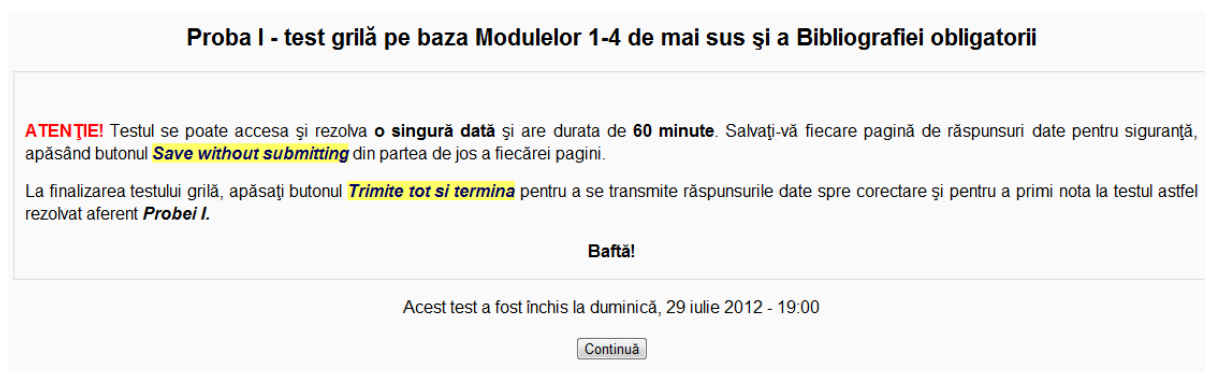 Proba I - test grilă pe baza Modulelor 1-4 de mai sus şi a Bibliografiei obligatorii
ATENŢIE! Testul se poate accesa şi rezolva o singură dată şi are durata de 60 minute. Salvaţi-vă fiecare pagină de răspunsuri date pentru siguranţă,
apăsând butonul Save without submitting din partea de jos a fiecărei pagini.
La finalizarea testului grilă, apăsaţi butonul Trimite tot si termina pentru a se transmite răspunsurile date spre corectare şi pentru a primi nota la testul astfel
rezolvat aferent Probei I.
Baftă!
Acest test a fost închis la duminică, 29 iulie 2012 - 19:00
Continuă